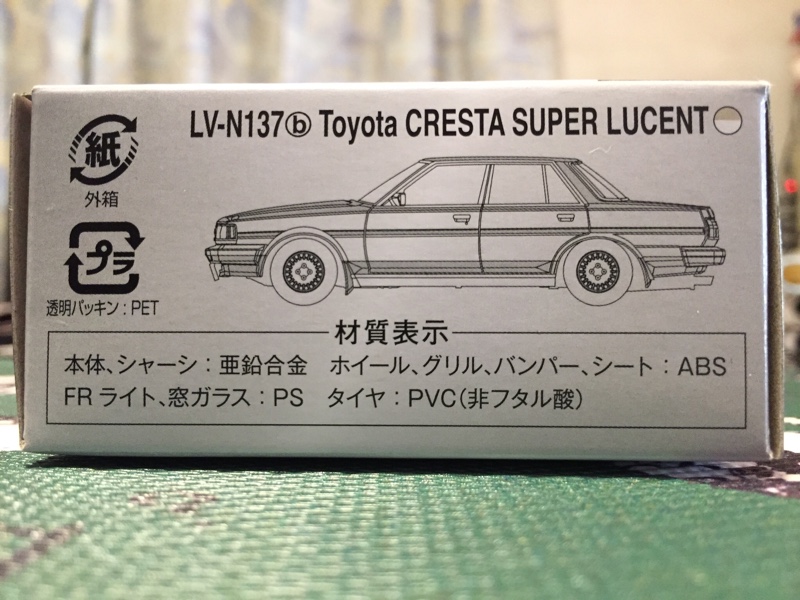 LV-N137ⓑ Toyota CRESTA SUPER LUCENT
紙
外箱
プラ
透明パッキン：PET
材質表示
本体、シャーシ：亜鉛合金　ホイール、グリル、バンパー、シート：ABS
FRライト、窓ガラス：PS　タイヤ：PVC（非フタル酸）